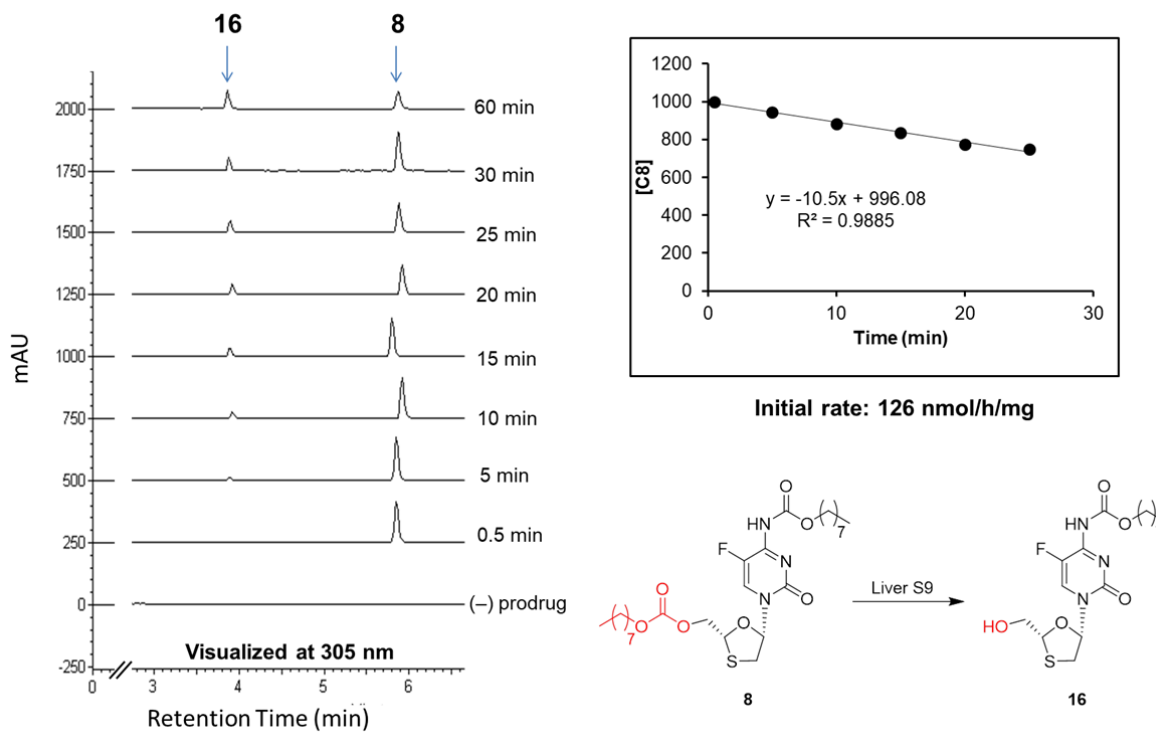 16
8
2000
1750
1500
1250
1000
750
500
250
0
-250
mAU
60 min
30 min
25 min
20 min
15 min
10 min
5 min
0.5 min
(–) prodrug
Visualized at 305 nm
0
3
4
5
6
Retention Time (min)
1200
1000
800
600
400
200
0
[C8]
y = -10.5x + 996.08
R² = 0.9885
0
10
20
30
Time (min)
Initial rate: 126 nmol/h/mg
O
NH
O
7
F
N
N
O
O
O
O
7
O
S
8
Liver S9
O
NH
O
F
N
N
O
HO
O
S
16